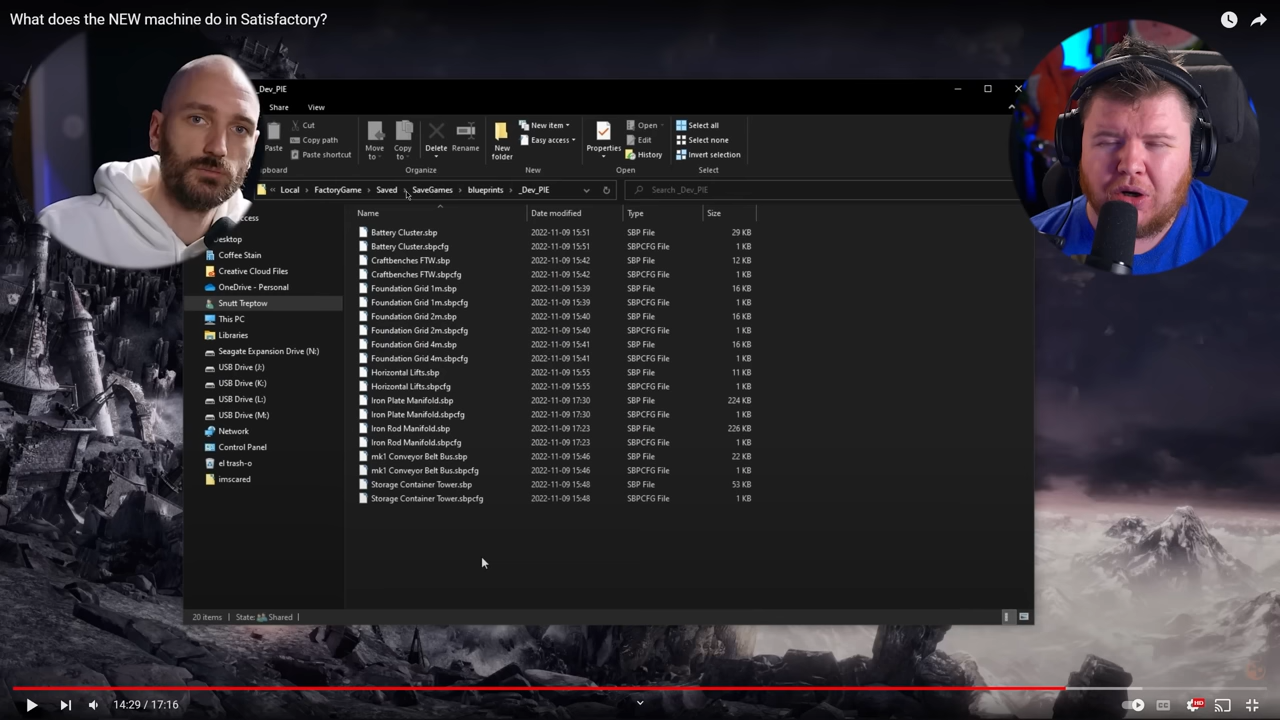 What does the NEW machine do in Satisfactory?
_Dev_PIE
Share View
Paste
Cut
Copy path
Paste shortcut
Move to
Copy to
Delete
Rename
New folder
New item
Easy access
Properties
Open
Edit
History
Select all
Select none
Invert selection
pboard New Open Select
Local FactoryGame Saved SaveGames blueprints _Dev_PIE Search _Dev_PIE
Name Date modified Type Size
ccess
Desktop
Coffee Stain
Creative Cloud Files
OneDrive - Personal
Snutt Treptow
This PC
Libraries
Seagate Expansion Drive (N:)
USB Drive (J:)
USB Drive (K:)
USB Drive (L:)
USB Drive (M:)
Network
Control Panel
el trash-o
imscared
Battery Cluster.sbp 2022-11-09 15:51 SBP File 29 KB
Battery Cluster.sbpcfg 2022-11-09 15:51 SBPCFG File 1 KB
Craftbenches FTW.sbp 2022-11-09 15:42 SBP File 12 KB
Craftbenches FTW.sbpcfg 2022-11-09 15:42 SBPCFG File 1 KB
Foundation Grid 1m.sbp 2022-11-09 15:39 SBP File 16 KB
Foundation Grid 1m.sbpcfg 2022-11-09 15:39 SBPCFG File 1 KB
Foundation Grid 2m.sbp 2022-11-09 15:40 SBP File 16 KB
Foundation Grid 2m.sbpcfg 2022-11-09 15:40 SBPCFG File 1 KB
Foundation Grid 4m.sbp 2022-11-09 15:41 SBP File 16 KB
Foundation Grid 4m.sbpcfg 2022-11-09 15:41 SBPCFG File 1 KB
Horizontal Lifts.sbp 2022-11-09 15:55 SBP File 11 KB
Horizontal Lifts.sbpcfg 2022-11-09 15:55 SBPCFG File 1 KB
Iron Plate Manifold.sbp 2022-11-09 17:30 SBP File 224 KB
Iron Plate Manifold.sbpcfg 2022-11-09 17:30 SBPCFG File 1 KB
Iron Rod Manifold.sbp 2022-11-09 17:23 SBP File 226 KB
Iron Rod Manifold.sbpcfg 2022-11-09 17:23 SBPCFG File 1 KB
mk1 Conveyor Belt Bus.sbp 2022-11-09 15:46 SBP File 22 KB
mk1 Conveyor Belt Bus.sbpcfg 2022-11-09 15:46 SBPCFG File 1 KB
Storage Container Tower.sbp 2022-11-09 15:48 SBP File 53 KB
Storage Container Tower.sbpcfg 2022-11-09 15:48 SBPCFG File 1 KB
20 items State: Shared
14:29 / 17:16
CC
HD